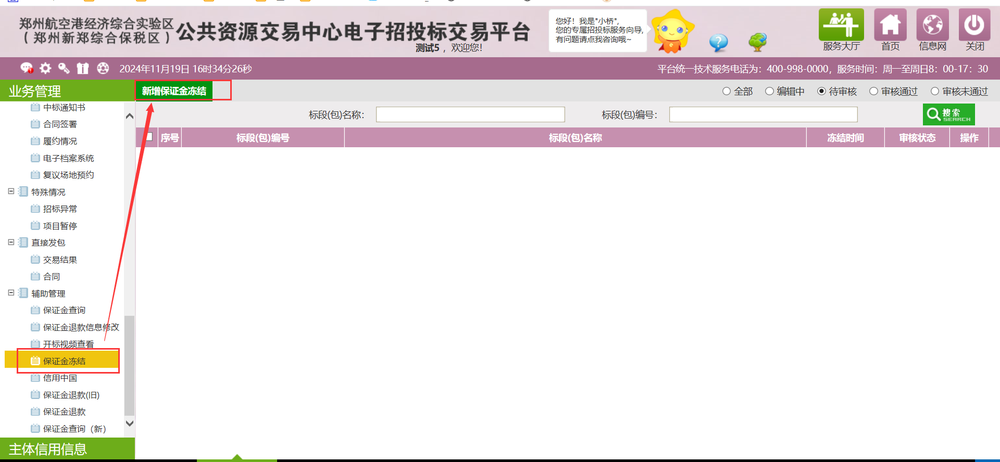 郑州航空港经济综合实验区
（郑州新郑综合保税区）
公共资源交易中心电子招投标交易平台
测试5 ，欢迎您！
您好！我是"小桥",
您的专属招投标服务向导,
有问题请点我咨询哦~
服务大厅
首页
信息网
关闭
2024年11月19日 16时34分26秒
平台统一技术服务电话为：400-998-0000，服务时间：周一至周日8：00-17：30
业务管理
新增保证金冻结
全部
编辑中
待审核
审核通过
审核未通过
标段(包)名称：
标段(包)编号：
搜索
SEARCH
序号
标段(包)编号
标段(包)名称
冻结时间
审核状态
操作
中标通知书
合同签署
履约情况
电子档案系统
复议场地预约
特殊情况
招标异常
项目暂停
直接发包
交易结果
合同
辅助管理
保证金查询
保证金退款信息修改
开标视频查看
保证金冻结
信用中国
保证金退款(旧)
保证金退款
保证金查询（新）
主体信用信息